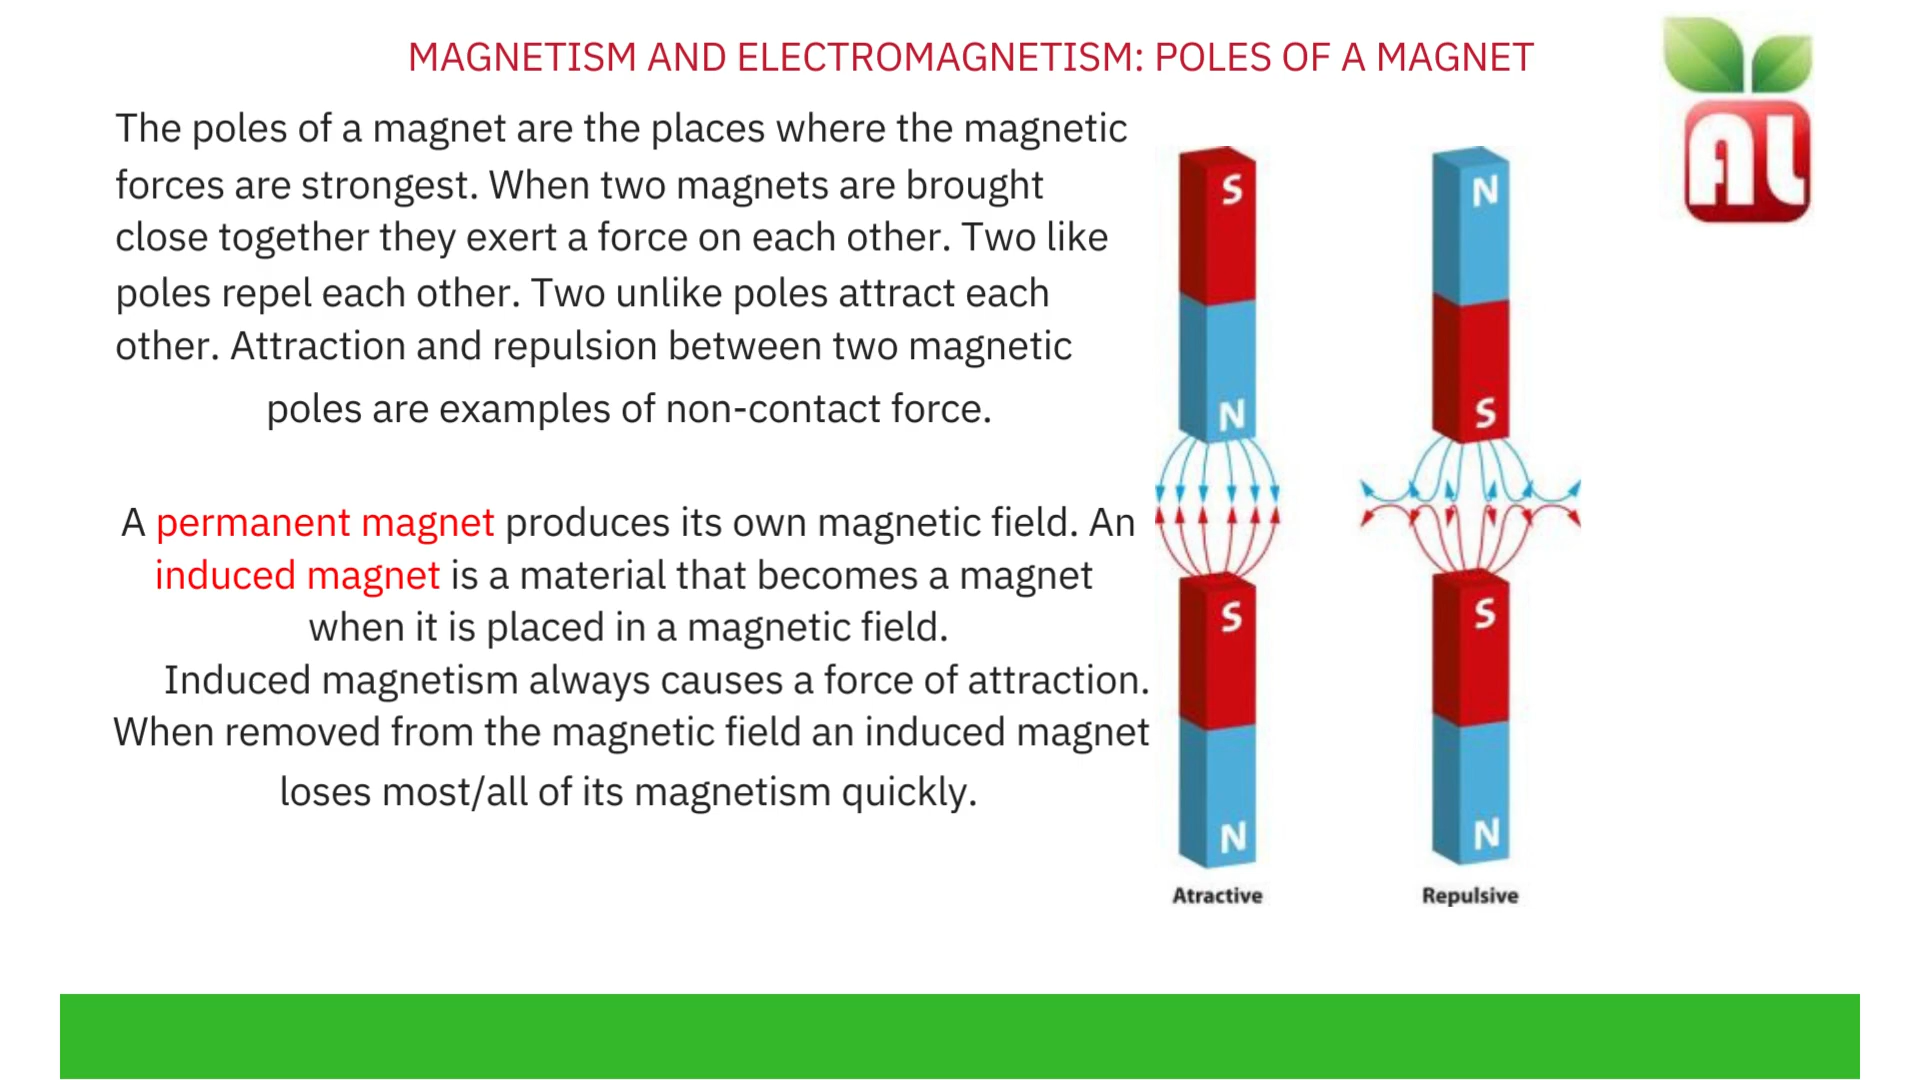 MAGNETISM AND ELECTROMAGNETISM: POLES OF A MAGNET
AL
The poles of a magnet are the places where the magnetic
forces are strongest. When two magnets are brought
close together they exert a force on each other. Two like
poles repel each other. Two unlike poles attract each
other. Attraction and repulsion between two magnetic
poles are examples of non-contact force.
A permanent magnet produces its own magnetic field. An
induced magnet is a material that becomes a magnet
when it is placed in a magnetic field.
Induced magnetism always causes a force of attraction.
When removed from the magnetic field an induced magnet
loses most/all of its magnetism quickly.
S
N
S
N
Atractive
N
S
S
N
Repulsive